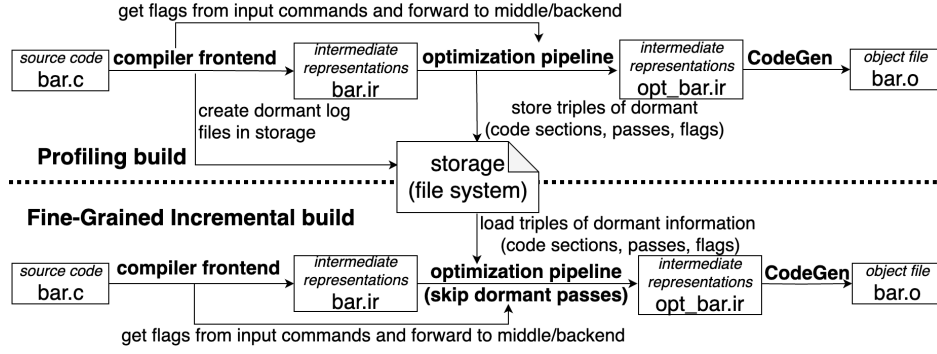 get flags from input commands and forward to middle/backend
source code
bar.c
compiler frontend
intermediate
representations
bar.ir
optimization pipeline
intermediate
representations
opt_bar.ir
CodeGen
object file
bar.o
create dormant log
files in storage
store triples of dormant
(code sections, passes, flags)
Profiling build
storage
(file system)
Fine-Grained Incremental build
load triples of dormant information
(code sections, passes, flags)
source code
bar.c
compiler frontend
intermediate
representations
bar.ir
optimization pipeline
(skip dormant passes)
intermediate
representations
opt_bar.ir
CodeGen
object file
bar.o
get flags from input commands and forward to middle/backend